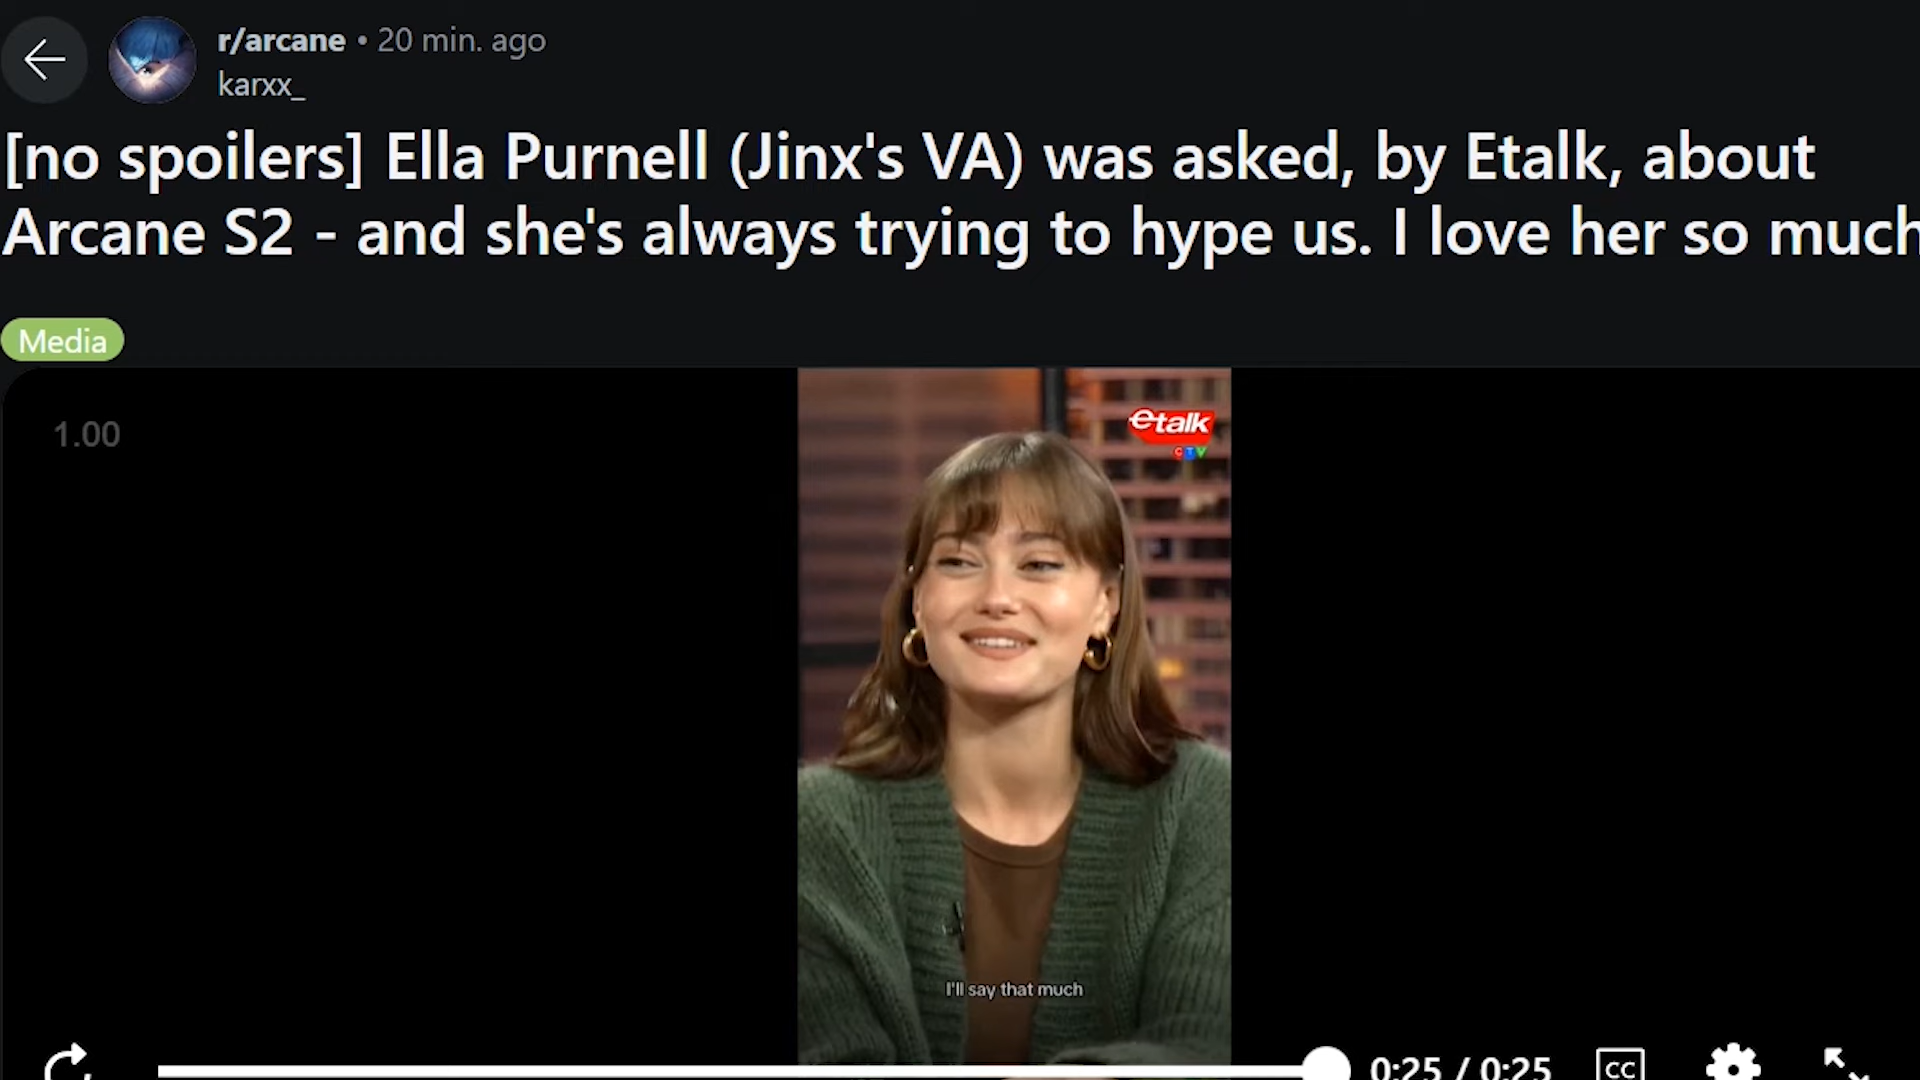 r/arcane • 20 min. ago
karxx_
[no spoilers] Ella Purnell (Jinx's VA) was asked, by Etalk, about
Arcane S2 - and she's always trying to hype us. I love her so much
Media
1.00
etalk
CTV
I'll say that much
0:25 / 0:25
CC